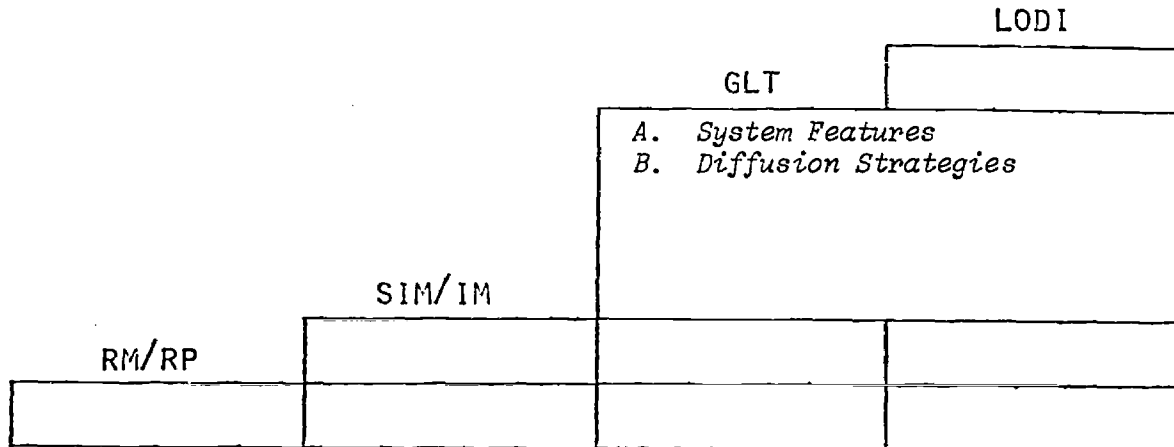 LODI
GLT
A. System Features
B. Diffusion Strategies
SIM/IM
RM/RP